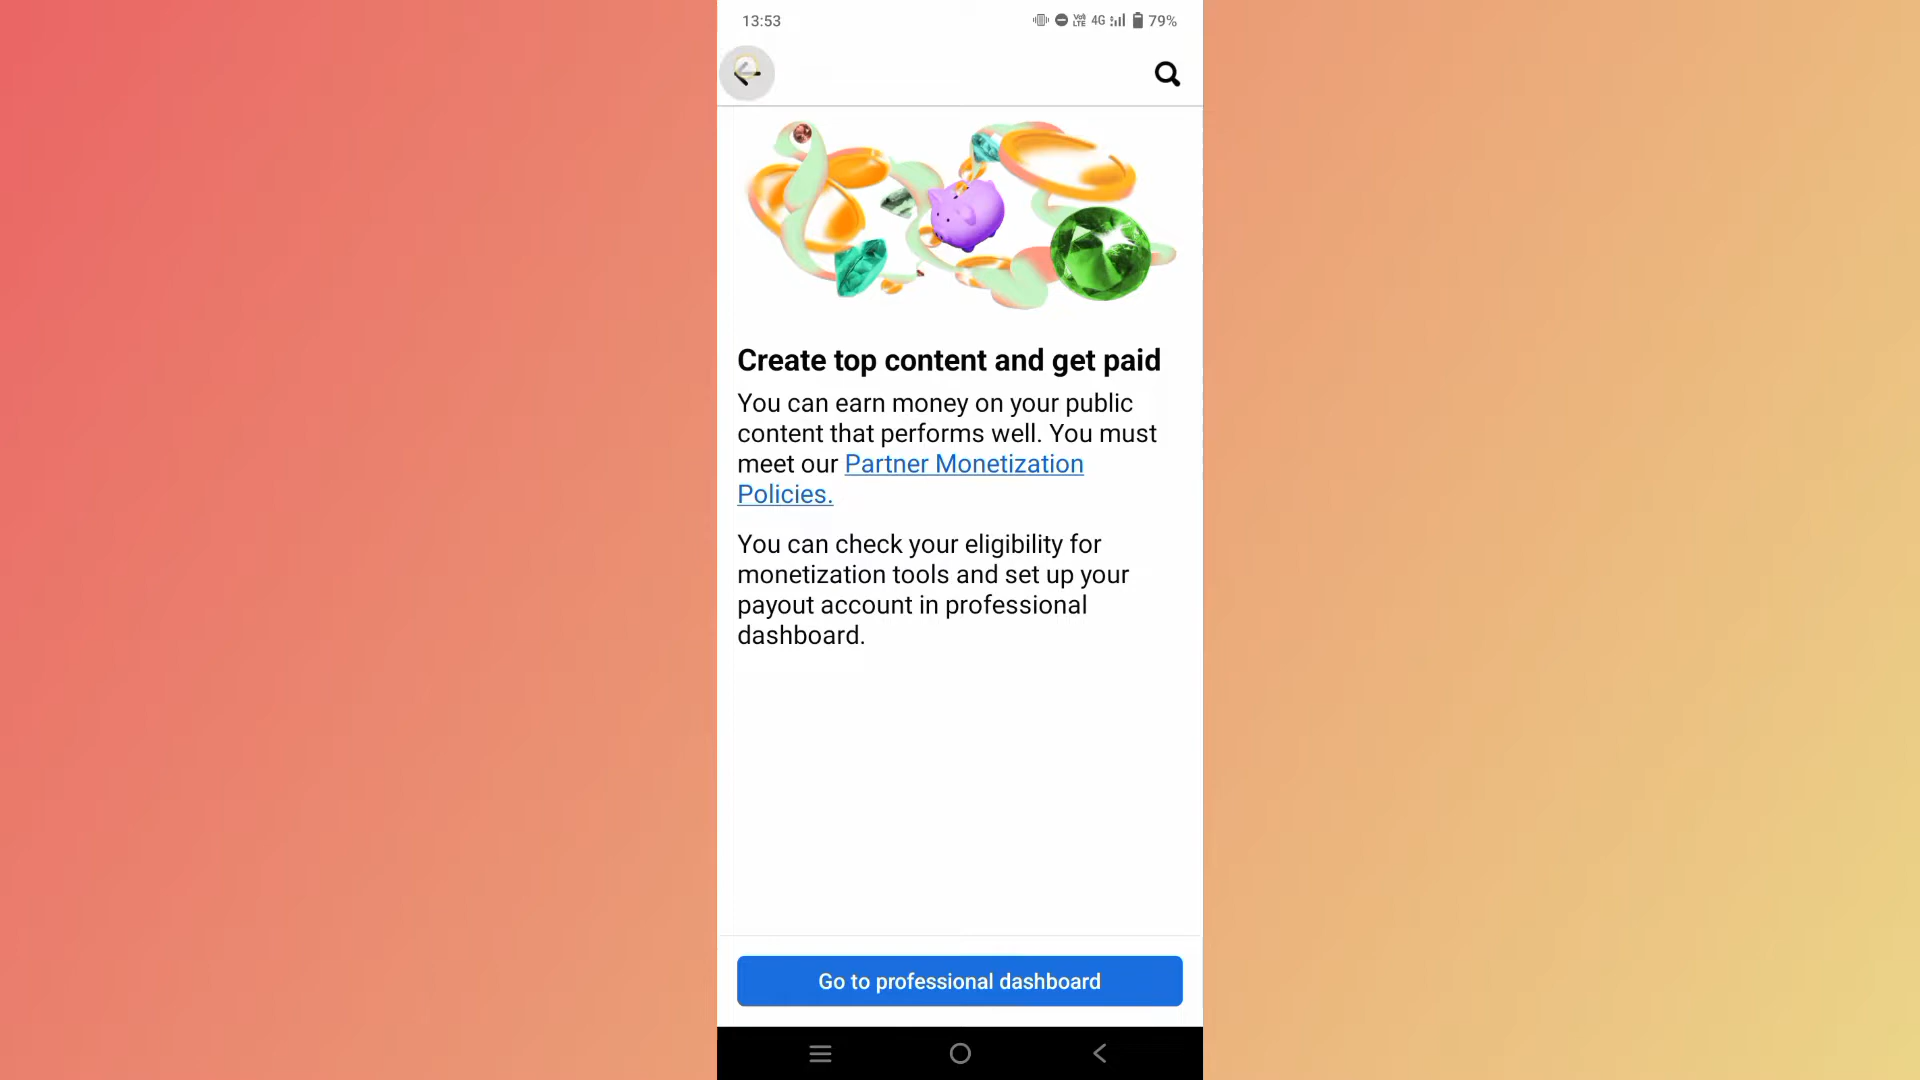 13:53
4G 79%
Create top content and get paid
You can earn money on your public
content that performs well. You must
meet our Partner Monetization
Policies.
You can check your eligibility for
monetization tools and set up your
payout account in professional
dashboard.
Go to professional dashboard